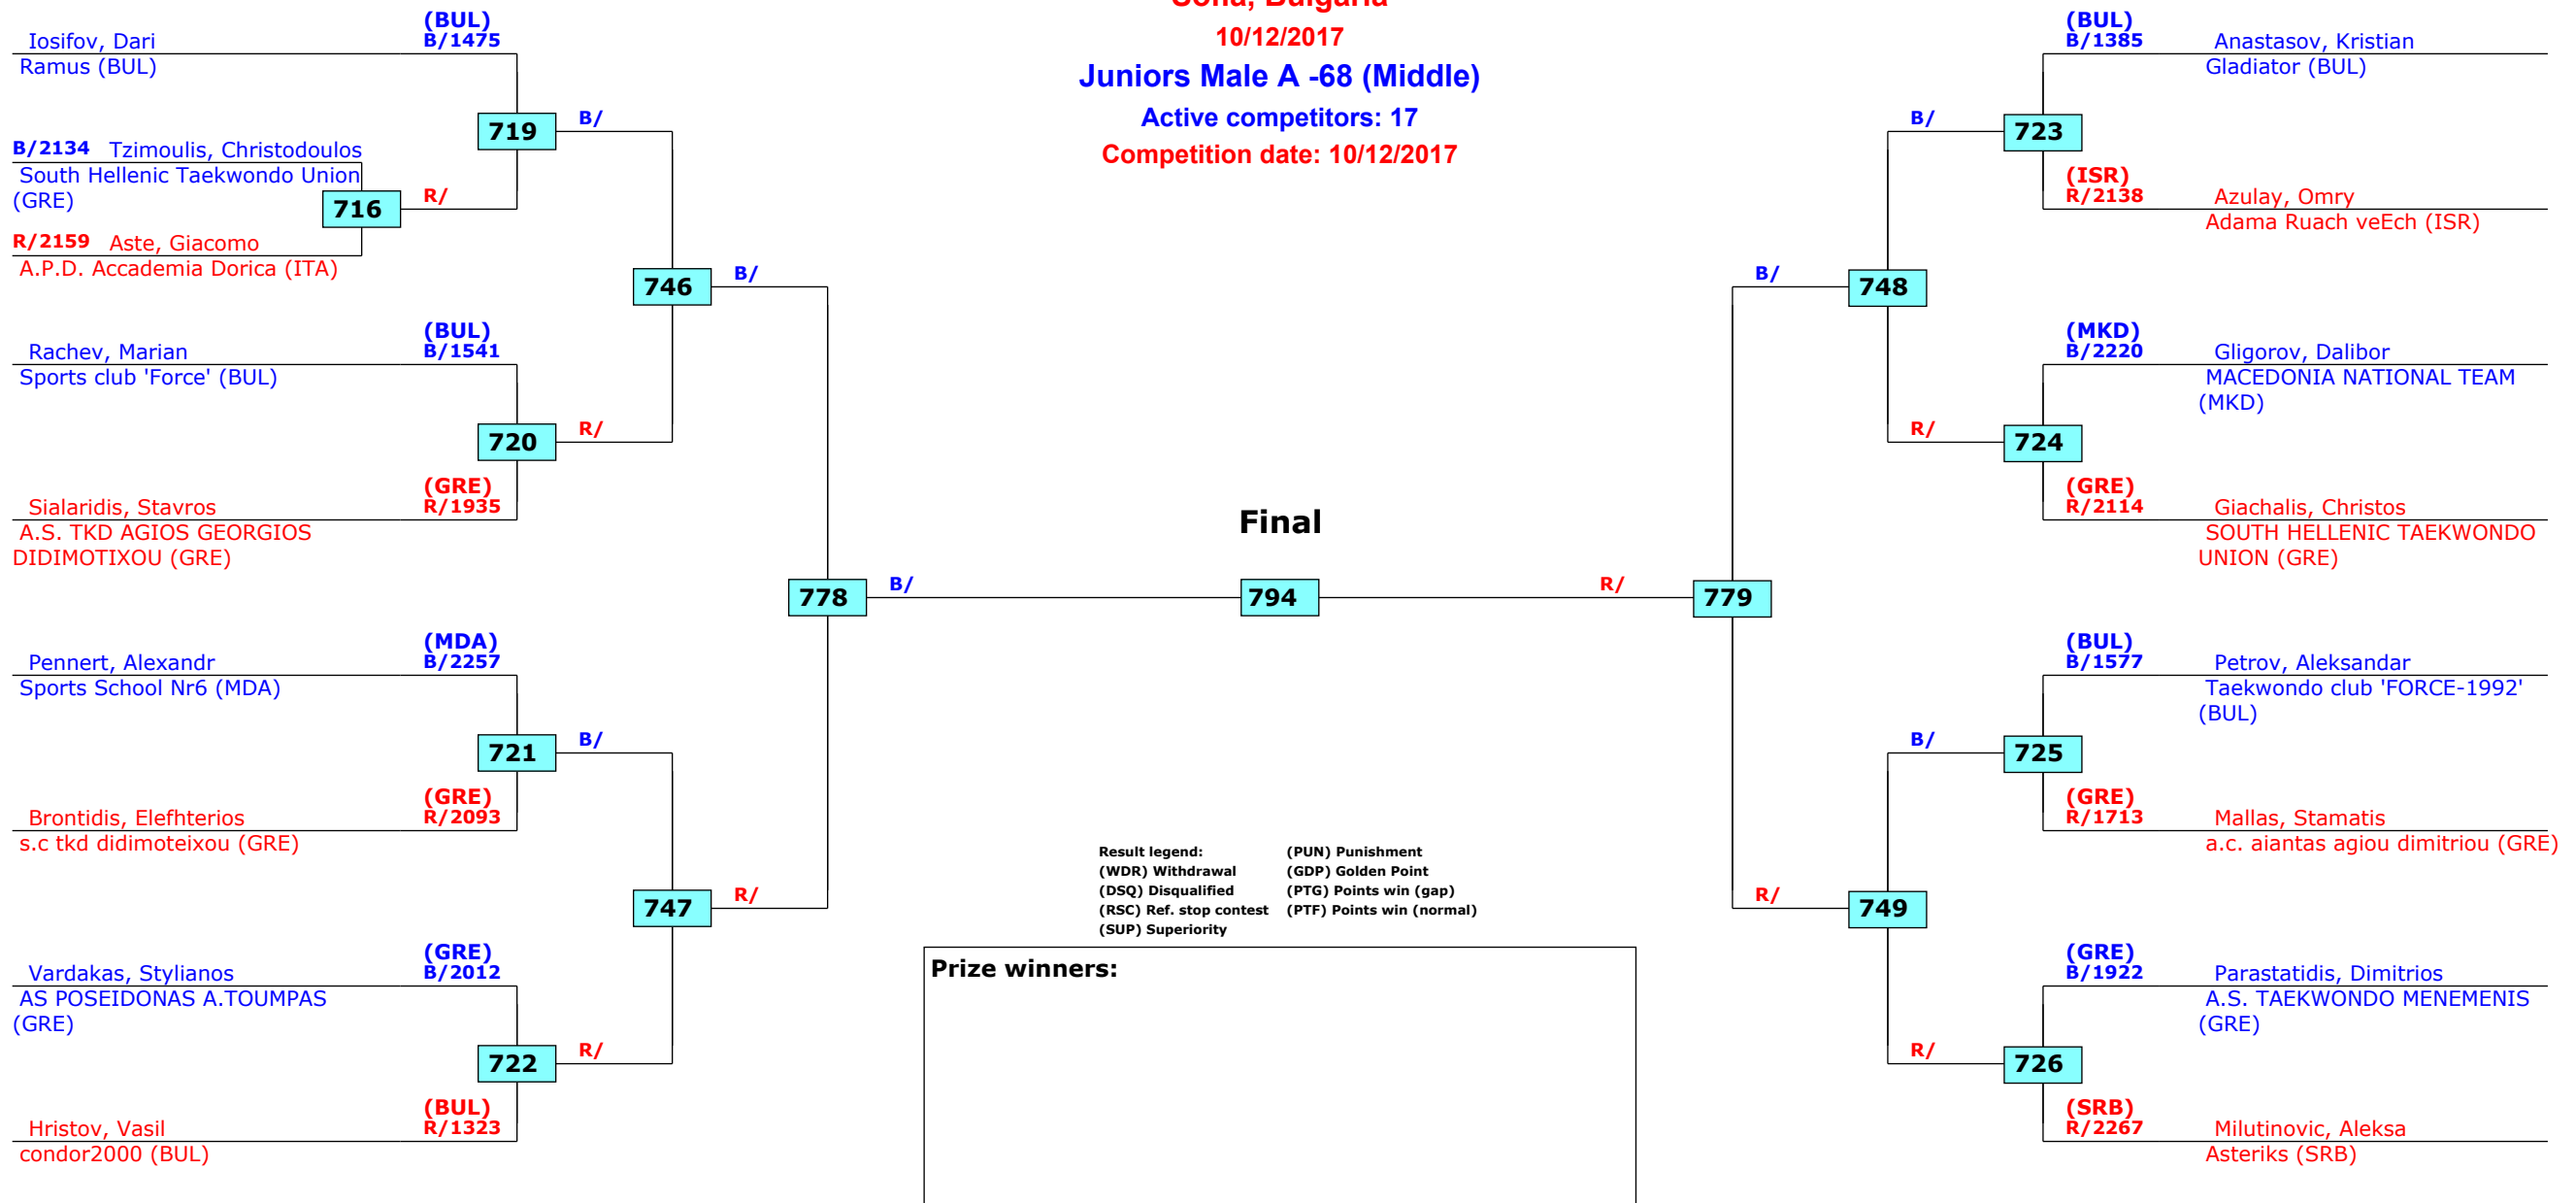 Sofia, Bulgaria
10/12/2017
Juniors Male A -68 (Middle)
Active competitors: 17
Competition date: 10/12/2017
(BUL)
Iosifov, Dari B/1475
Ramus (BUL)
719 B/
B/2134 Tzimoulis, Christodoulos
South Hellenic Taekwondo Union
(GRE)
716 R/
R/2159 Aste, Giacomo
A.P.D. Accademia Dorica (ITA)
746 B/
(BUL)
Rachev, Marian B/1541
Sports club 'Force' (BUL)
720 R/
(GRE)
Sialaridis, Stavros R/1935
A.S. TKD AGIOS GEORGIOS
DIDIMOTIXOU (GRE)
778 B/
(MDA)
Pennert, Alexandr B/2257
Sports School Nr6 (MDA)
721 B/
(GRE)
Brontidis, Elefhterios R/2093
s.c tkd didimoteixou (GRE)
747 R/
(GRE)
Vardakas, Stylianos B/2012
AS POSEIDONAS A.TOUMPAS
(GRE)
722 R/
(BUL)
Hristov, Vasil R/1323
condor2000 (BUL)
Final
794
(BUL)
B/1385 Anastasov, Kristian
Gladiator (BUL)
B/ 723
(ISR)
R/2138 Azulay, Omry
Adama Ruach veEch (ISR)
B/ 748
(MKD)
B/2220 Gligorov, Dalibor
MACEDONIA NATIONAL TEAM
(MKD)
R/ 724
(GRE)
R/2114 Giachalis, Christos
SOUTH HELLENIC TAEKWONDO
UNION (GRE)
R/ 779
(BUL)
B/1577 Petrov, Aleksandar
Taekwondo club 'FORCE-1992'
(BUL)
B/ 725
(GRE)
R/1713 Mallas, Stamatis
a.c. aiantas agiou dimitriou (GRE)
R/ 749
(GRE)
B/1922 Parastatidis, Dimitrios
A.S. TAEKWONDO MENEMENIS
(GRE)
R/ 726
(SRB)
R/2267 Milutinovic, Aleksa
Asteriks (SRB)
Result legend: (PUN) Punishment
(WDR) Withdrawal (GDP) Golden Point
(DSQ) Disqualified (PTG) Points win (gap)
(RSC) Ref. stop contest (PTF) Points win (normal)
(SUP) Superiority
Prize winners: